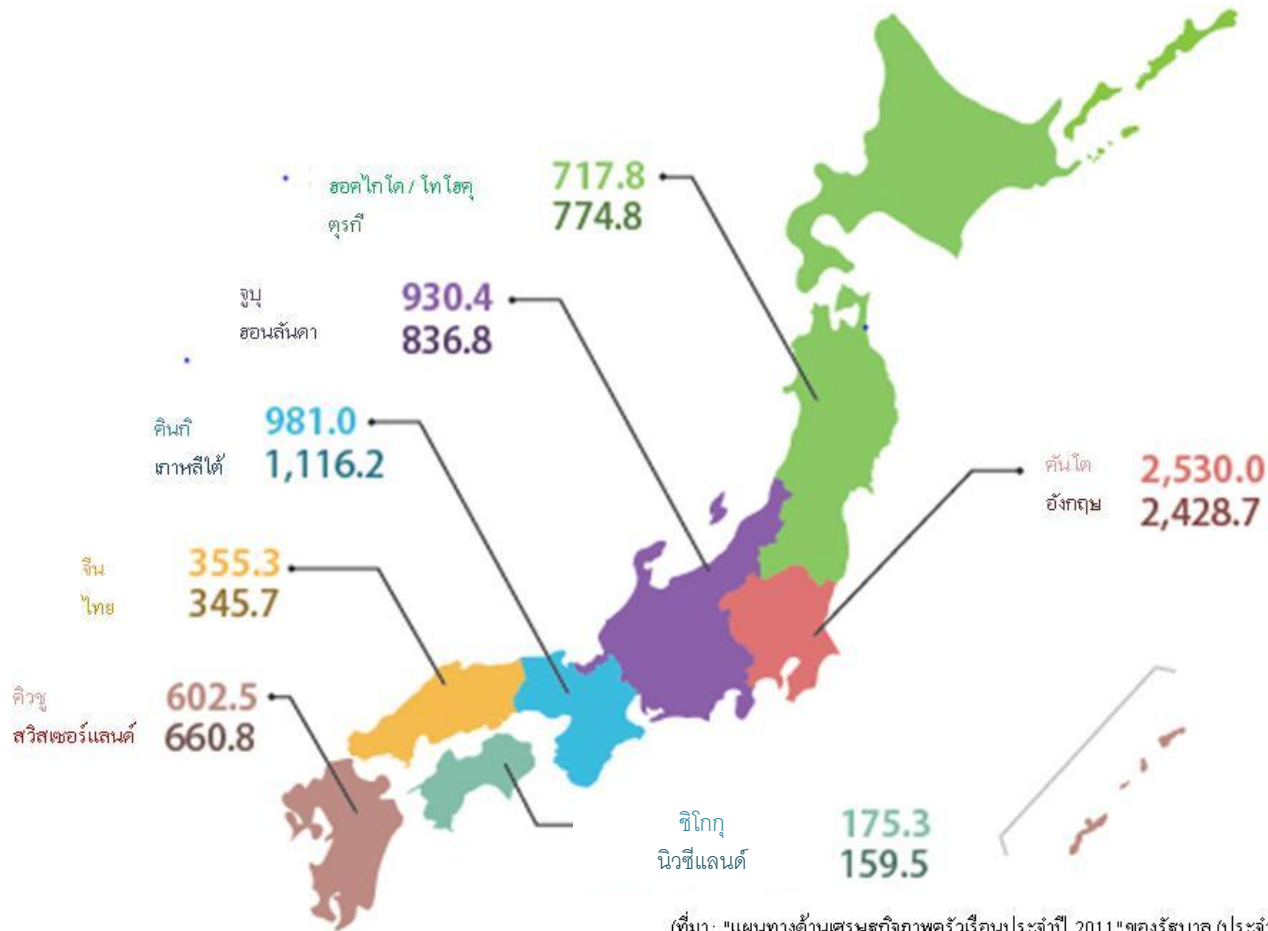 ฮอคไกโด / โทโฮคุ 717.8
ตุรกี 774.8
จูบุ 930.4
ฮอนลันดา 836.8
คินกิ 981.0
เกาหลีใต้ 1,116.2
คันโต 2,530.0
อังกฤษ 2,428.7
จีน 355.3
ไทย 345.7
คิวชู 602.5
สวิสเซอร์แลนด์ 660.8
ชิโกกุ 175.3
นิวซีแลนด์ 159.5
(ที่มา: "แผนทางด้านเศรษฐกิจภาพครัวเรือนประจำปี 2011" ของรัฐบาล